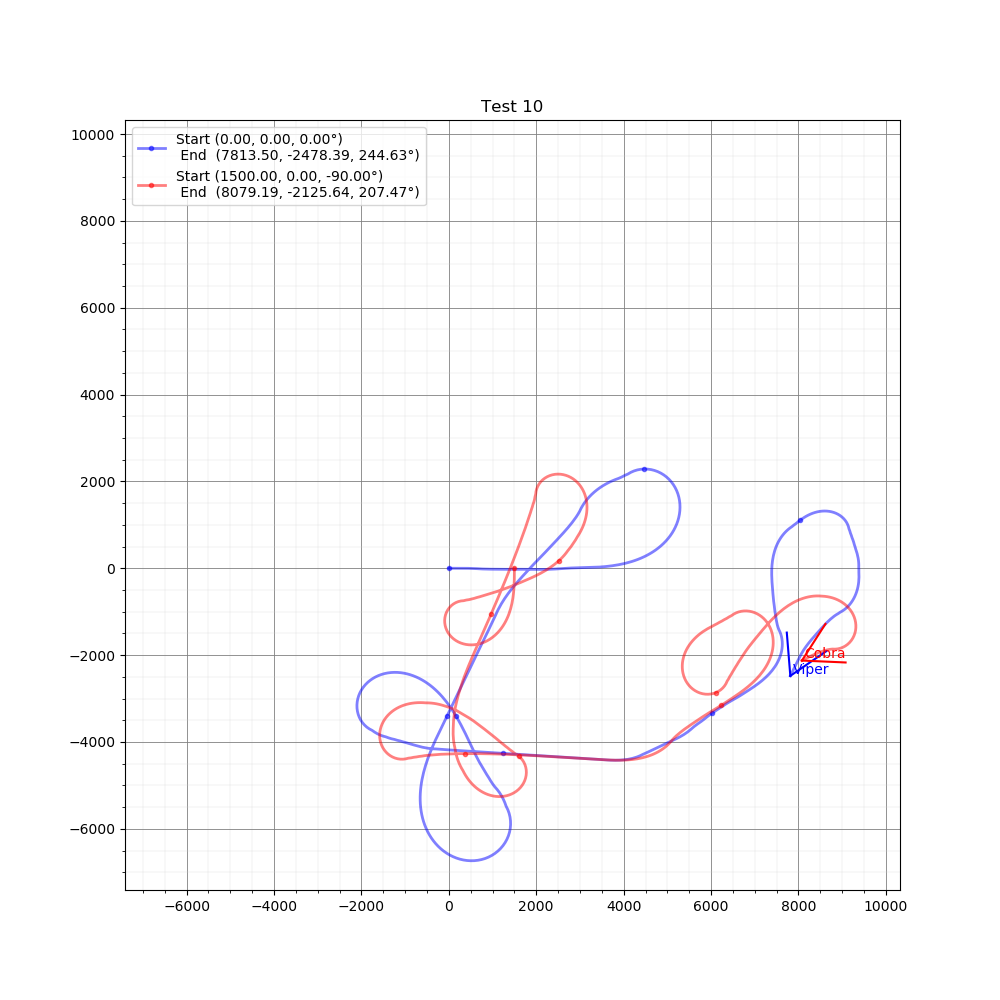 Test 10
Start (0.00, 0.00, 0.00°)
End (7813.50, -2478.39, 244.63°)
Start (1500.00, 0.00, -90.00°)
End (8079.19, -2125.64, 207.47°)
10000
8000
6000
4000
2000
0
−2000
−4000
−6000
Cobra
Viper
−6000 −4000 −2000 0 2000 4000 6000 8000 10000